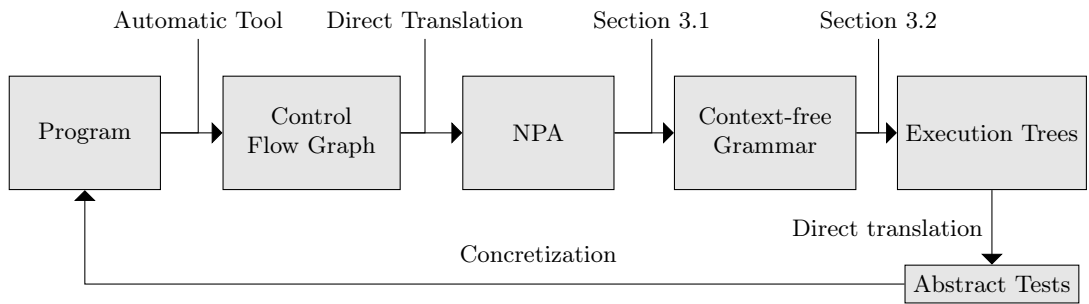 Automatic Tool
Direct Translation
Section 3.1
Section 3.2
Program
Control
Flow Graph
NPA
Context-free
Grammar
Execution Trees
Direct translation
Concretization
Abstract Tests